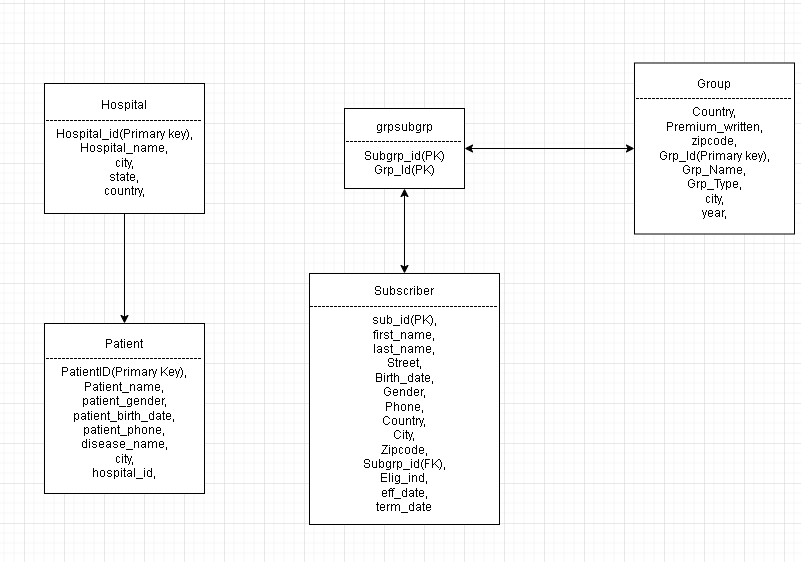 Hospital
Hospital_id(Primary key),
Hospital_name,
city,
state,
country,
Patient
PatientID(Primary Key),
Patient_name,
patient_gender,
patient_birth_date,
patient_phone,
disease_name,
city,
hospital_id,
grpsubgrp
Subgrp_id(PK)
Grp_Id(PK)
Subscriber
sub_id(PK),
first_name,
last_name,
Street,
Birth_date,
Gender,
Phone,
Country,
City,
Zipcode,
Subgrp_id(FK),
Elig_ind,
eff_date,
term_date
Group
Country,
Premium_written,
zipcode,
Grp_Id(Primary key),
Grp_Name,
Grp_Type,
city,
year,